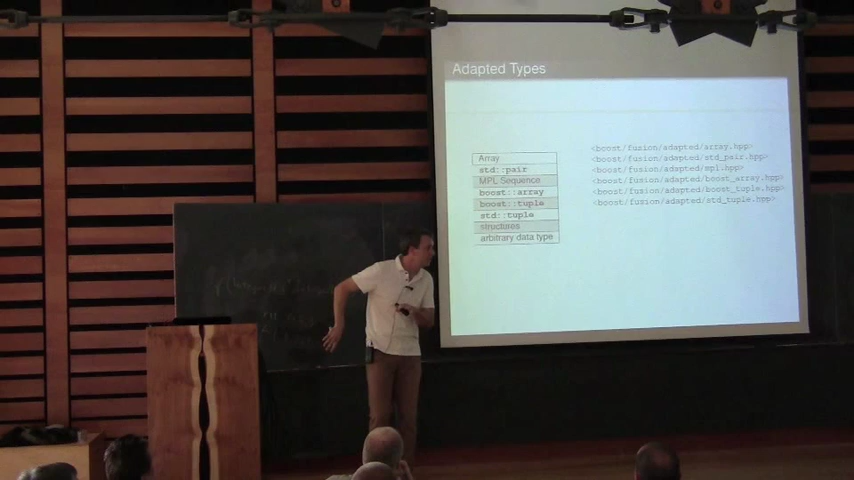 Adapted Types
Array
std::pair
MPL Sequence
boost::array
boost::tuple
std::tuple
structures
arbitrary data type
<boost/fusion/adapted/array.hpp>
<boost/fusion/adapted/std_pair.hpp>
<boost/fusion/adapted/mpl.hpp>
<boost/fusion/adapted/boost_array.hpp>
<boost/fusion/adapted/boost_tuple.hpp>
<boost/fusion/adapted/std_tuple.hpp>